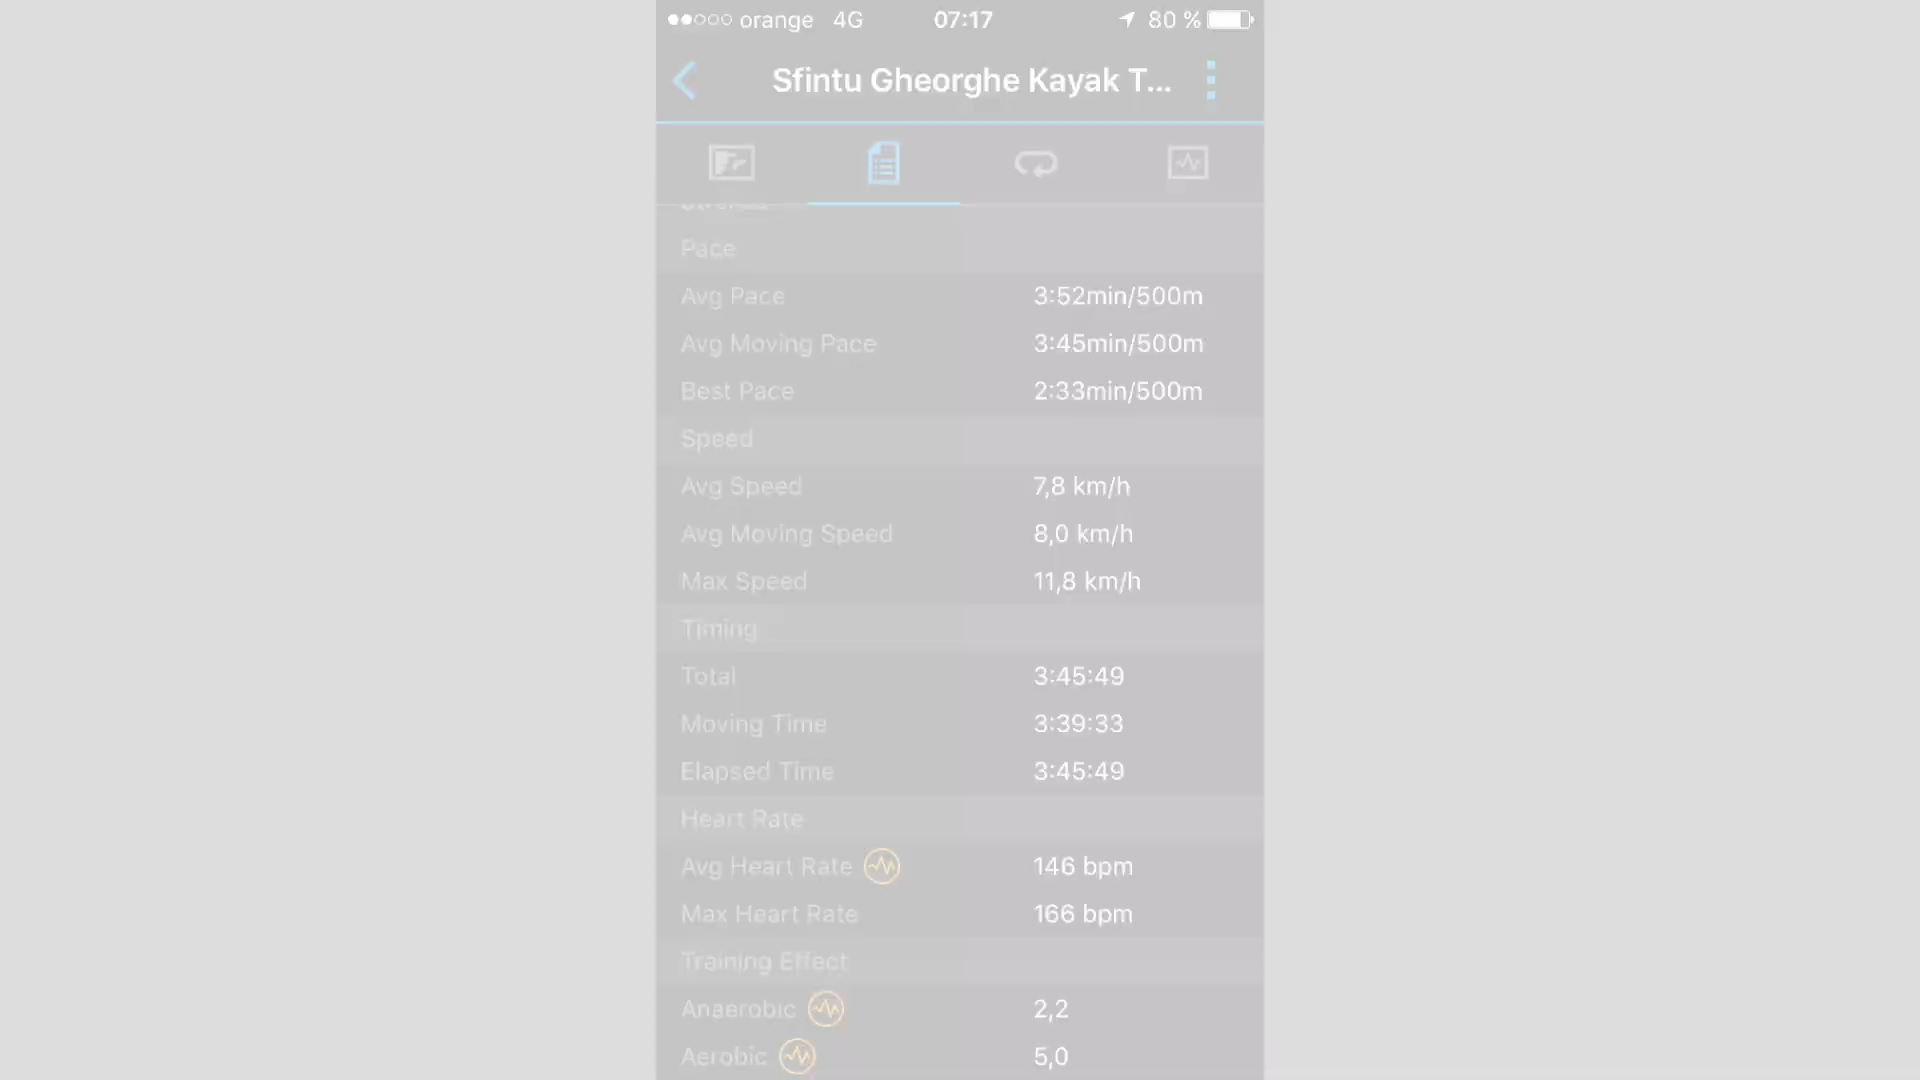 orange 4G 07:17 80 %
Sfintu Gheorghe Kayak T...
Pace
Avg Pace 3:52min/500m
Avg Moving Pace 3:45min/500m
Best Pace 2:33min/500m
Speed
Avg Speed 7,8 km/h
Avg Moving Speed 8,0 km/h
Max Speed 11,8 km/h
Timing
Total 3:45:49
Moving Time 3:39:33
Elapsed Time 3:45:49
Heart Rate
Avg Heart Rate 146 bpm
Max Heart Rate 166 bpm
Training Effect
Anaerobic 2,2
Aerobic 5,0